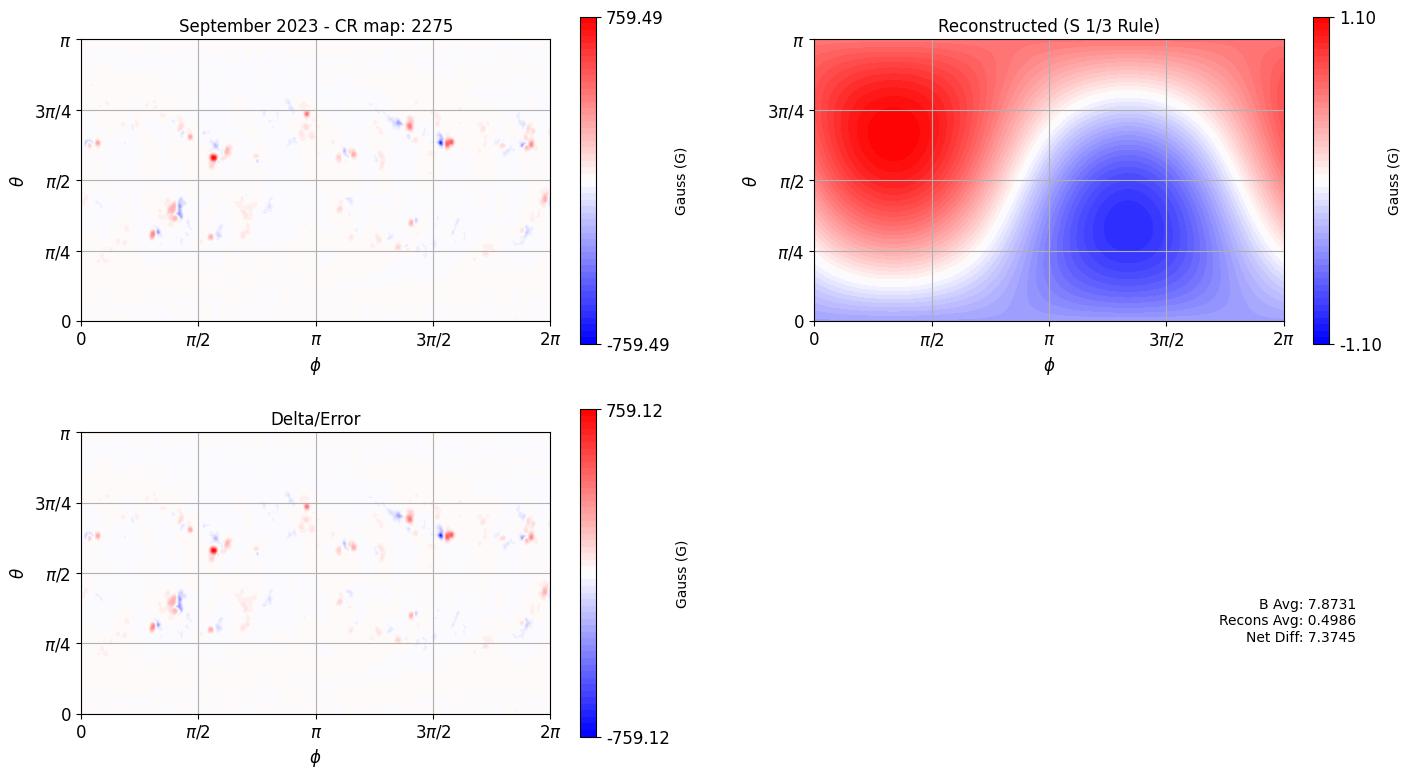 September 2023 - CR map: 2275
π
3π/4
π/2
π/4
0
θ
0
π/2
π
3π/2
2π
ϕ
759.49
-759.49
Gauss (G)
Reconstructed (S 1/3 Rule)
π
3π/4
π/2
π/4
0
θ
0
π/2
π
3π/2
2π
ϕ
1.10
-1.10
Gauss (G)
Delta/Error
π
3π/4
π/2
π/4
0
θ
0
π/2
π
3π/2
2π
ϕ
759.12
-759.12
Gauss (G)
B Avg: 7.8731
Recons Avg: 0.4986
Net Diff: 7.3745